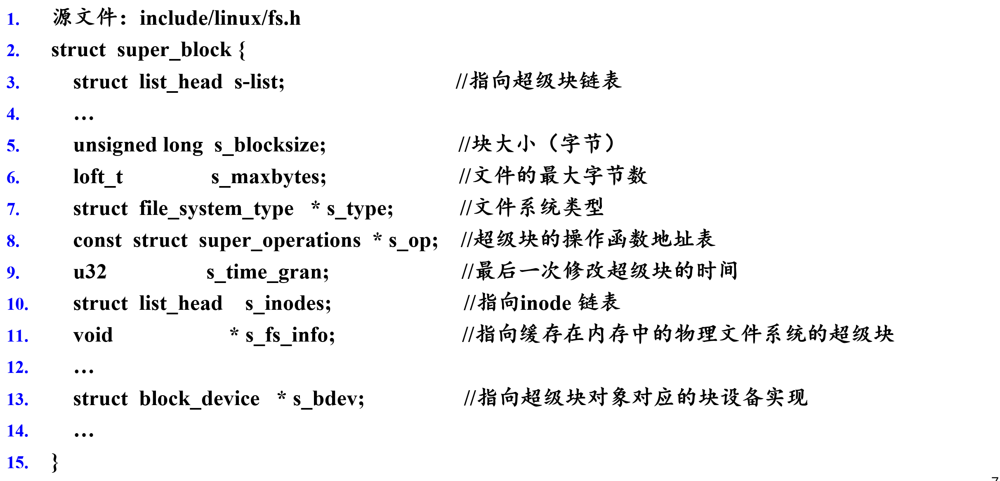 1. 源文件：include/linux/fs.h
2. struct super_block {
3. struct list_head s-list; //指向超级块链表
4. …
5. unsigned long s_blocksize; //块大小（字节）
6. loft_t s_maxbytes; //文件的最大字节数
7. struct file_system_type * s_type; //文件系统类型
8. const struct super_operations * s_op; //超级块的操作函数地址表
9. u32 s_time_gran; //最后一次修改超级块的时间
10. struct list_head s_inodes; //指向inode 链表
11. void * s_fs_info; //指向缓存在内存中的物理文件系统的超级块
12. …
13. struct block_device * s_bdev; //指向超级块对象对应的块设备实现
14. …
15. }